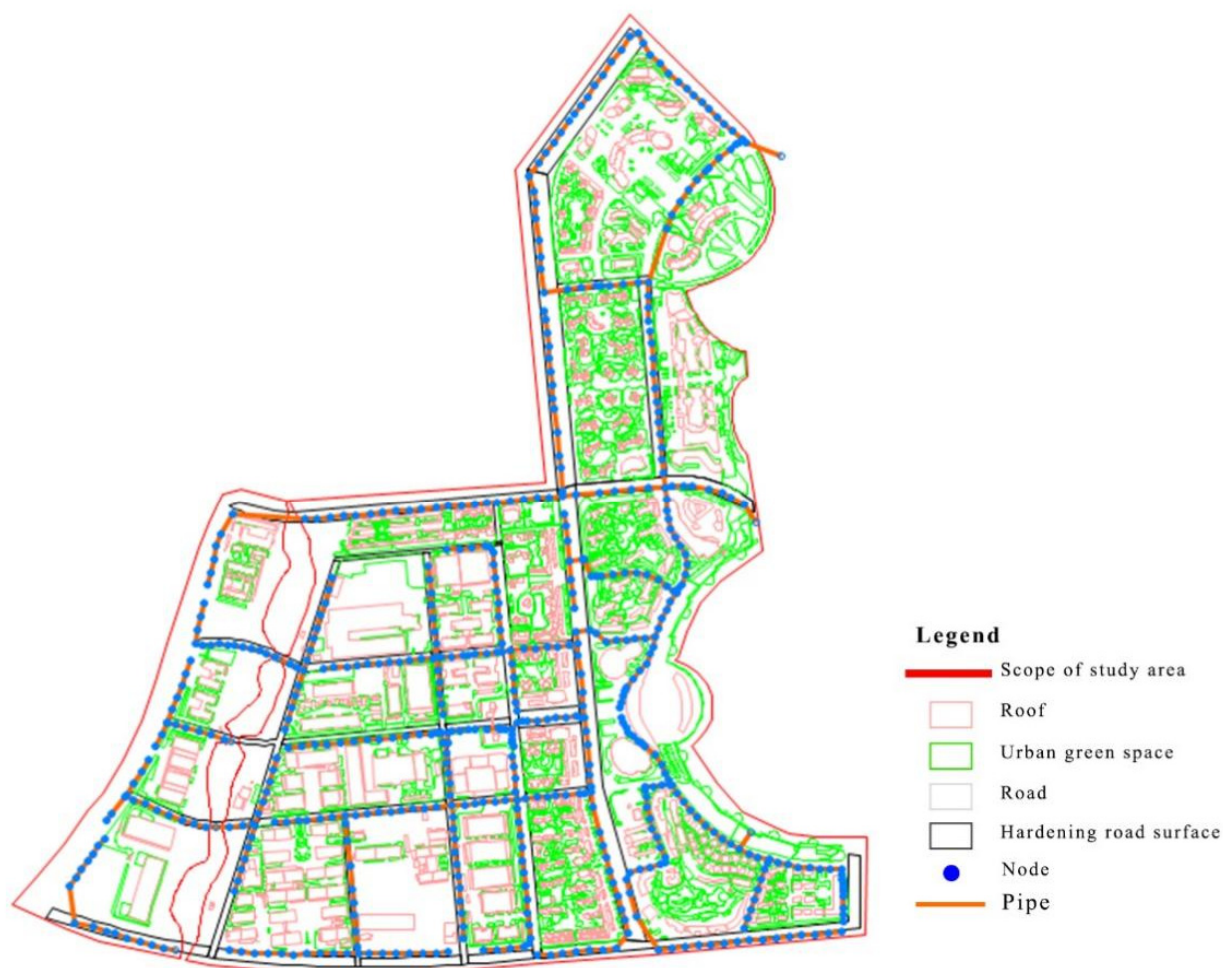 Legend
Scope of study area
Roof
Urban green space
Road
Hardening road surface
Node
Pipe